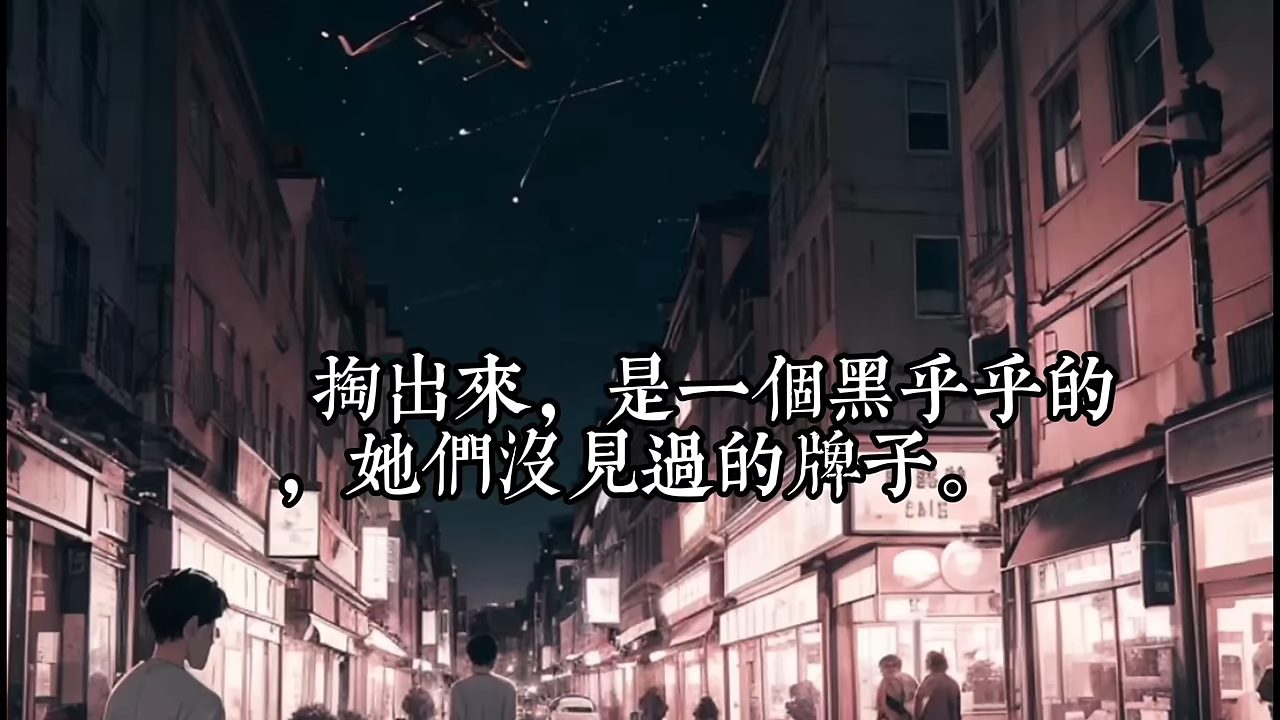 掏出來，是一個黑乎乎的
，她們沒見過的牌子。